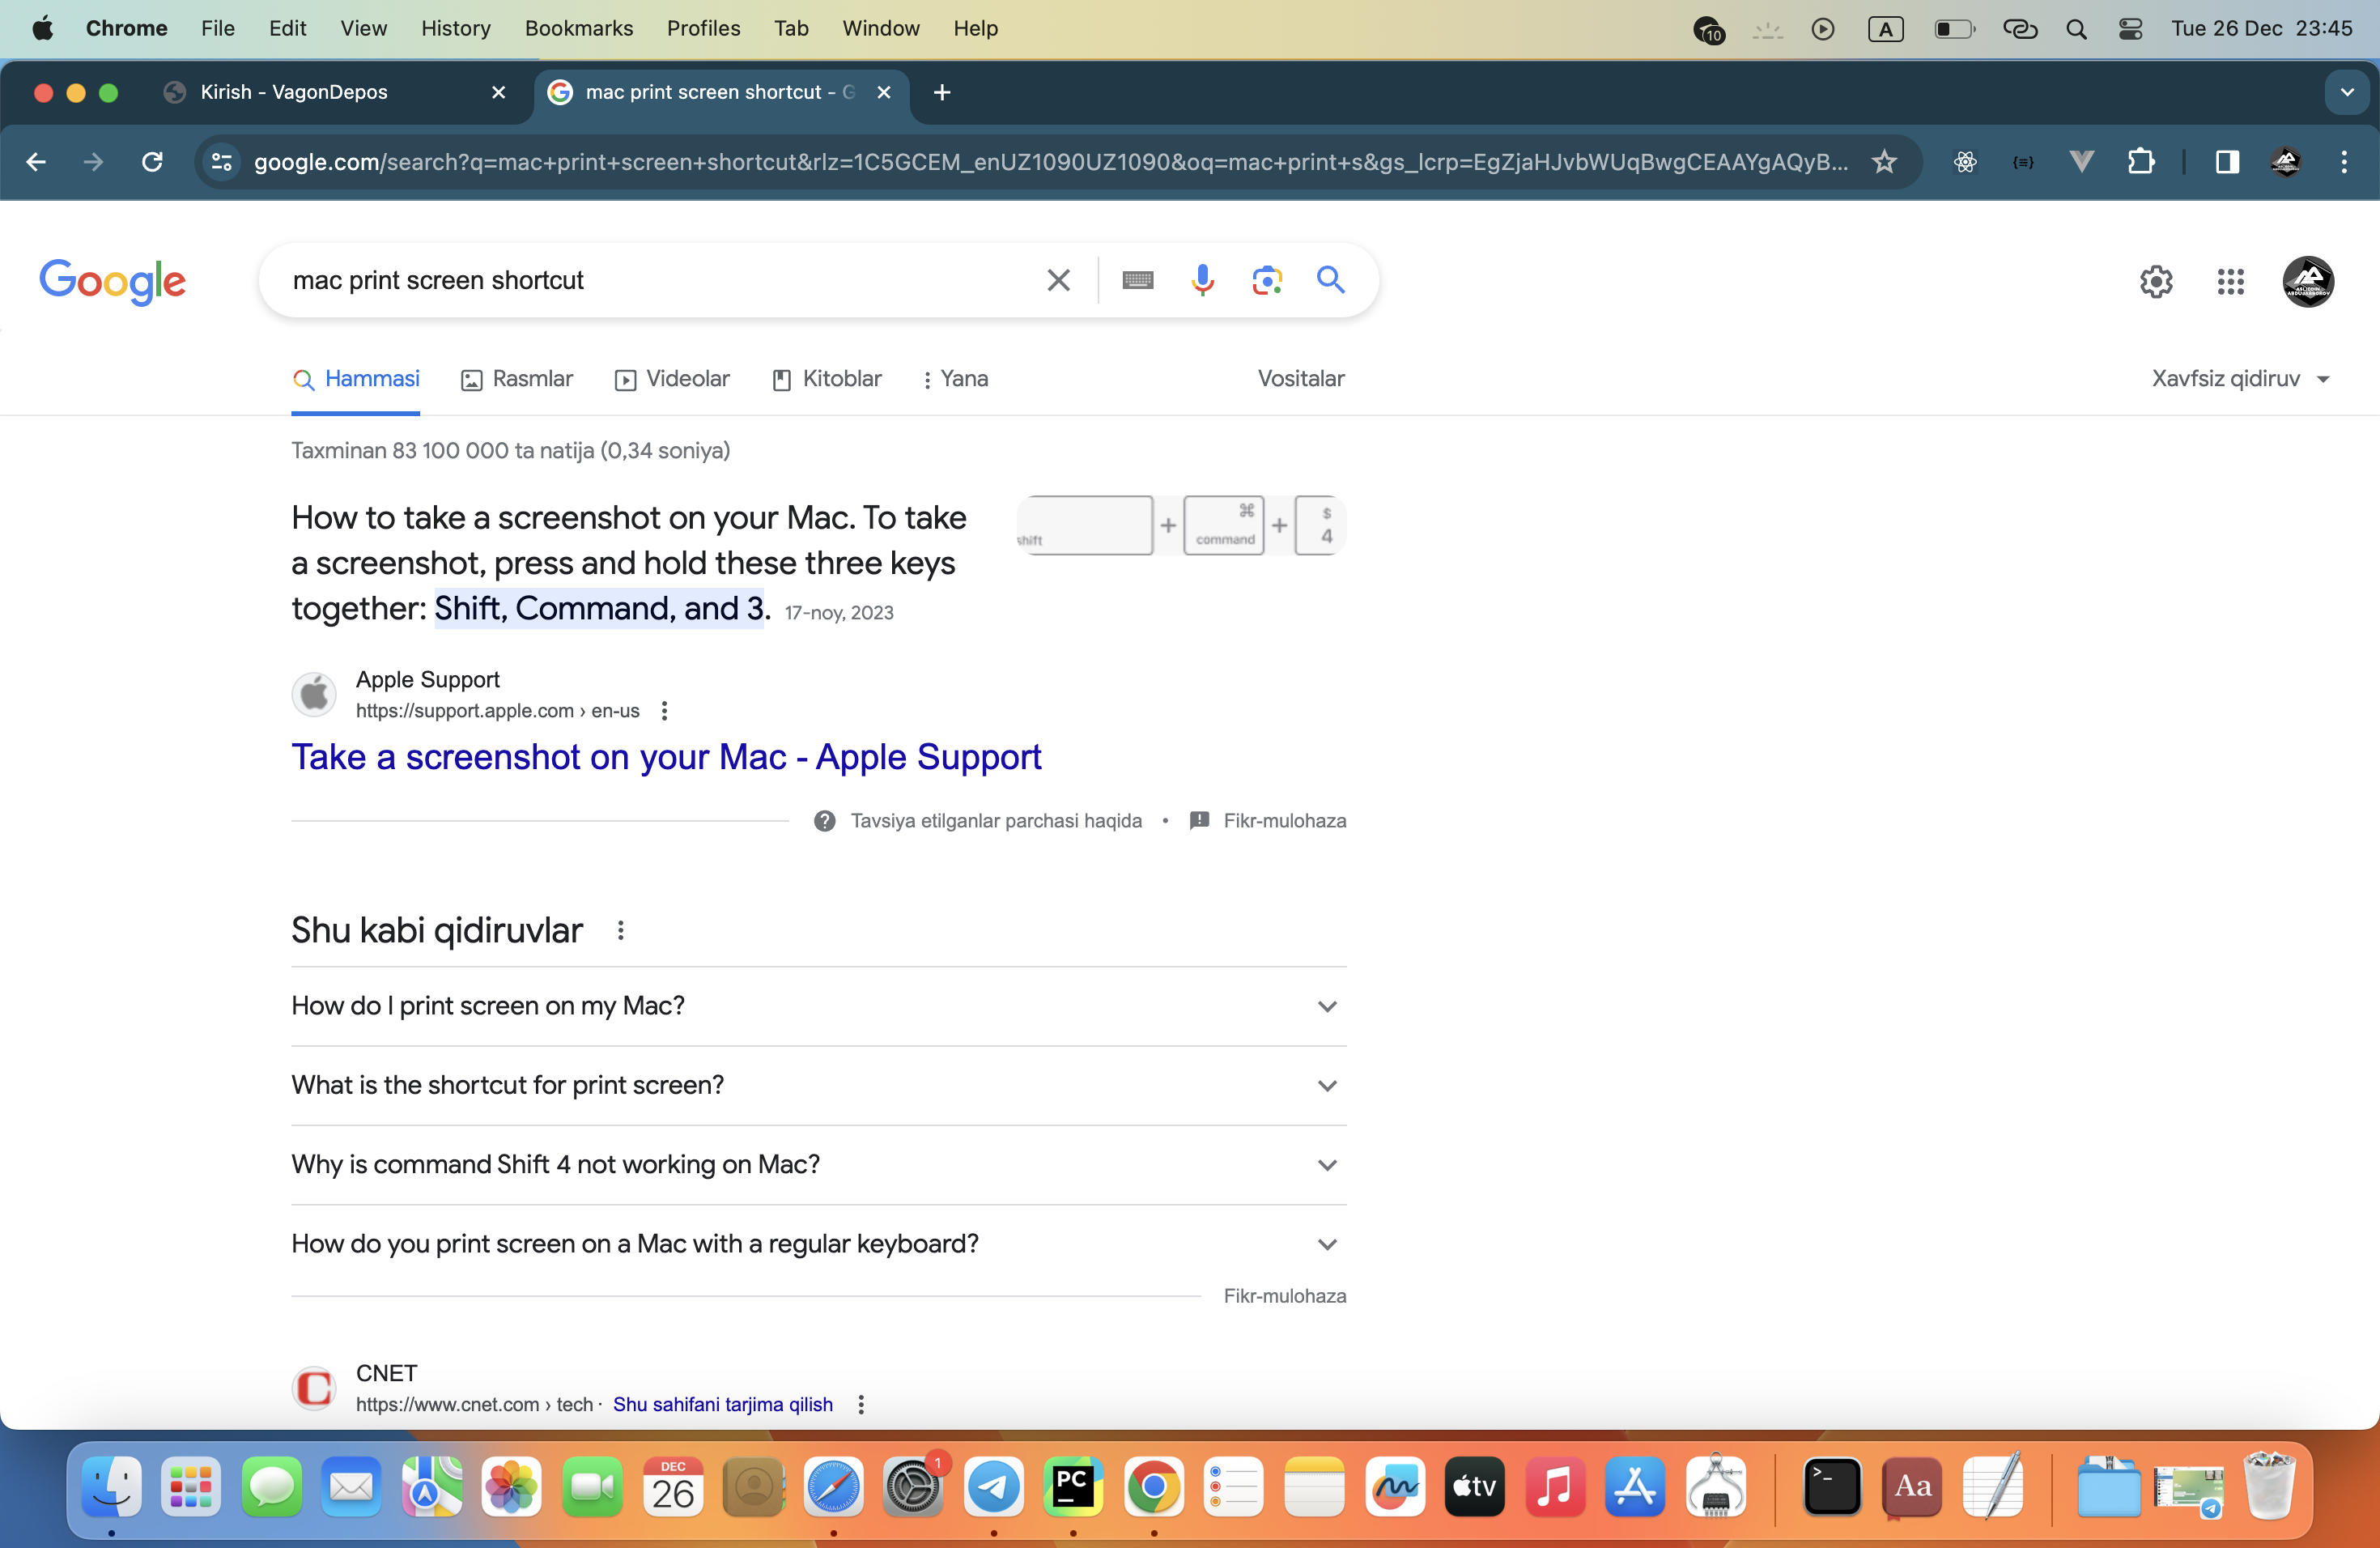 Chrome File Edit View History Bookmarks Profiles Tab Window Help 10 A Tue 26 Dec 23:45
Kirish - VagonDepos mac print screen shortcut - G
google.com/search?q=mac+print+screen+shortcut&rlz=1C5GCEM_enUZ1090UZ1090&oq=mac+print+s&gs_lcrp=EgZjaHJvbWUqBwgCEAAYgAQyB...
Google mac print screen shortcut
Hammasi Rasmlar Videolar Kitoblar Yana Vositalar Xavfsiz qidiruv
Taxminan 83 100 000 ta natija (0,34 soniya)
How to take a screenshot on your Mac. To take
a screenshot, press and hold these three keys
together: Shift, Command, and 3. 17-noy, 2023
shift + ⌘ command + $ 4
Apple Support
https://support.apple.com › en-us
Take a screenshot on your Mac - Apple Support
Tavsiya etilganlar parchasi haqida • Fikr-mulohaza
Shu kabi qidiruvlar
How do I print screen on my Mac?
What is the shortcut for print screen?
Why is command Shift 4 not working on Mac?
How do you print screen on a Mac with a regular keyboard?
Fikr-mulohaza
CNET
https://www.cnet.com › tech · Shu sahifani tarjima qilish
DEC 26 1 PC tv >_ Aa